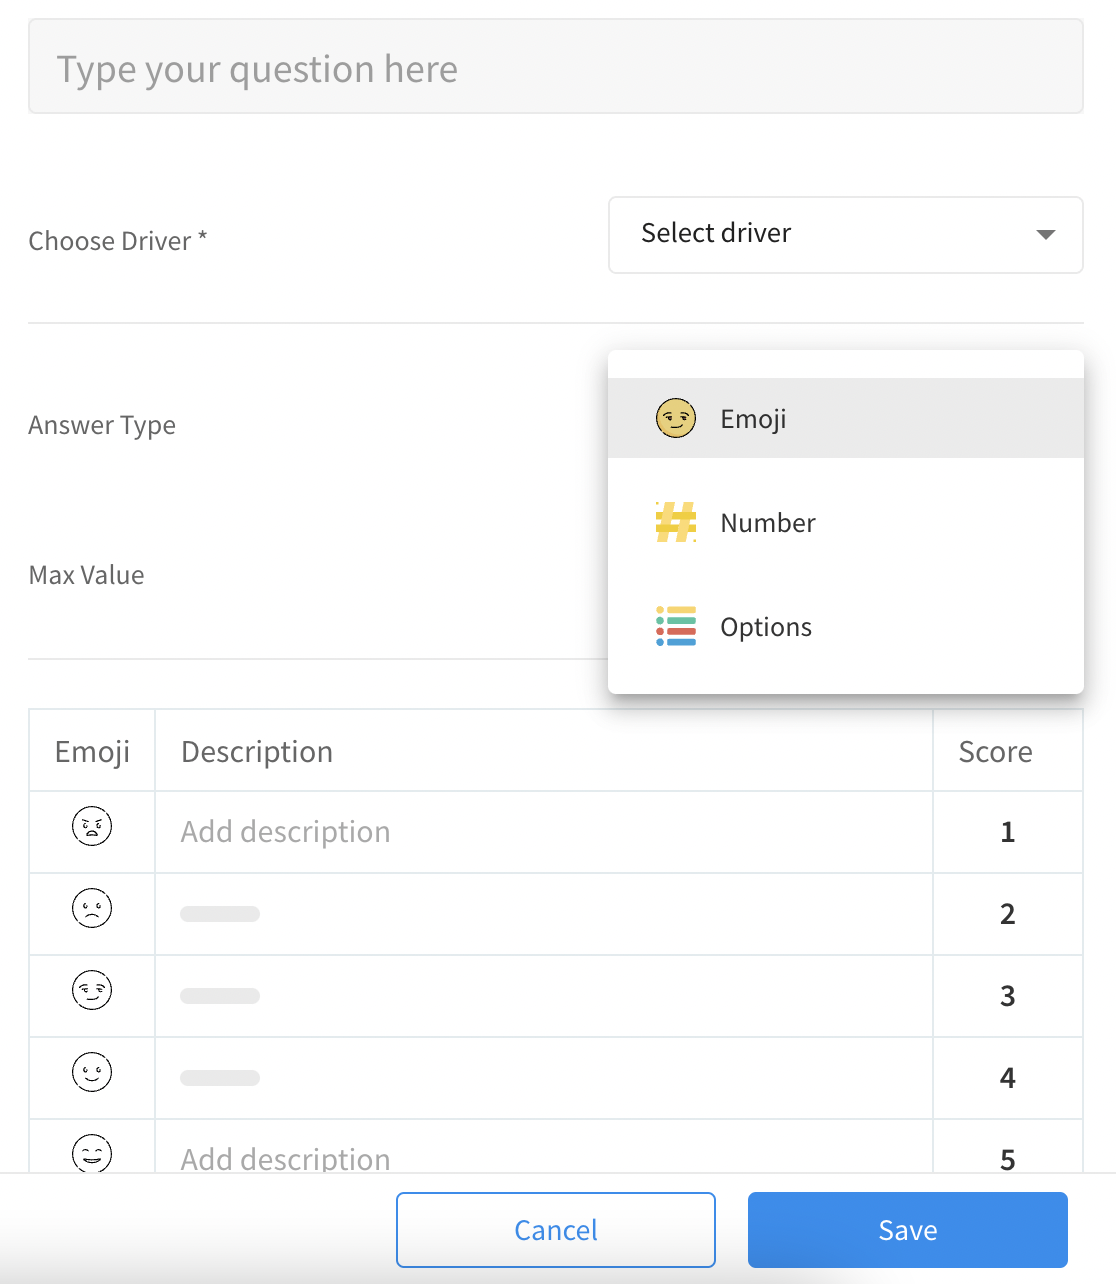 Type your question here
Choose Driver *
Select driver
Answer Type
Emoji
Number
Max Value
Options
Emoji Description Score
Add description 1
2
3
4
Add description 5
Cancel Save